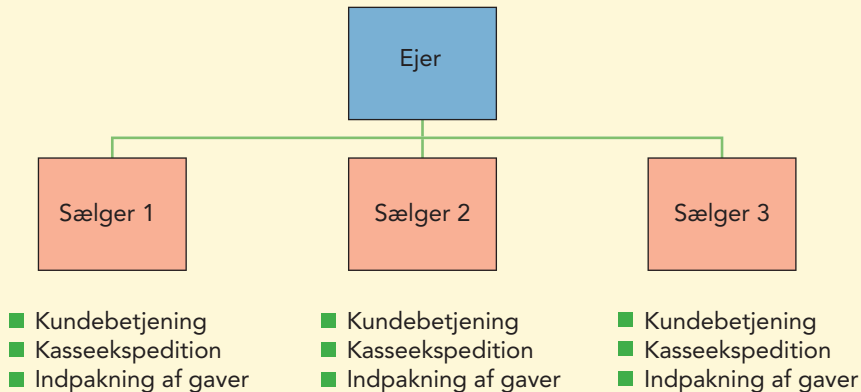 Ejer
Sælger 1
Sælger 2
Sælger 3
Kundebetjening
Kasseekspedition
Indpakning af gaver
Kundebetjening
Kasseekspedition
Indpakning af gaver
Kundebetjening
Kasseekspedition
Indpakning af gaver